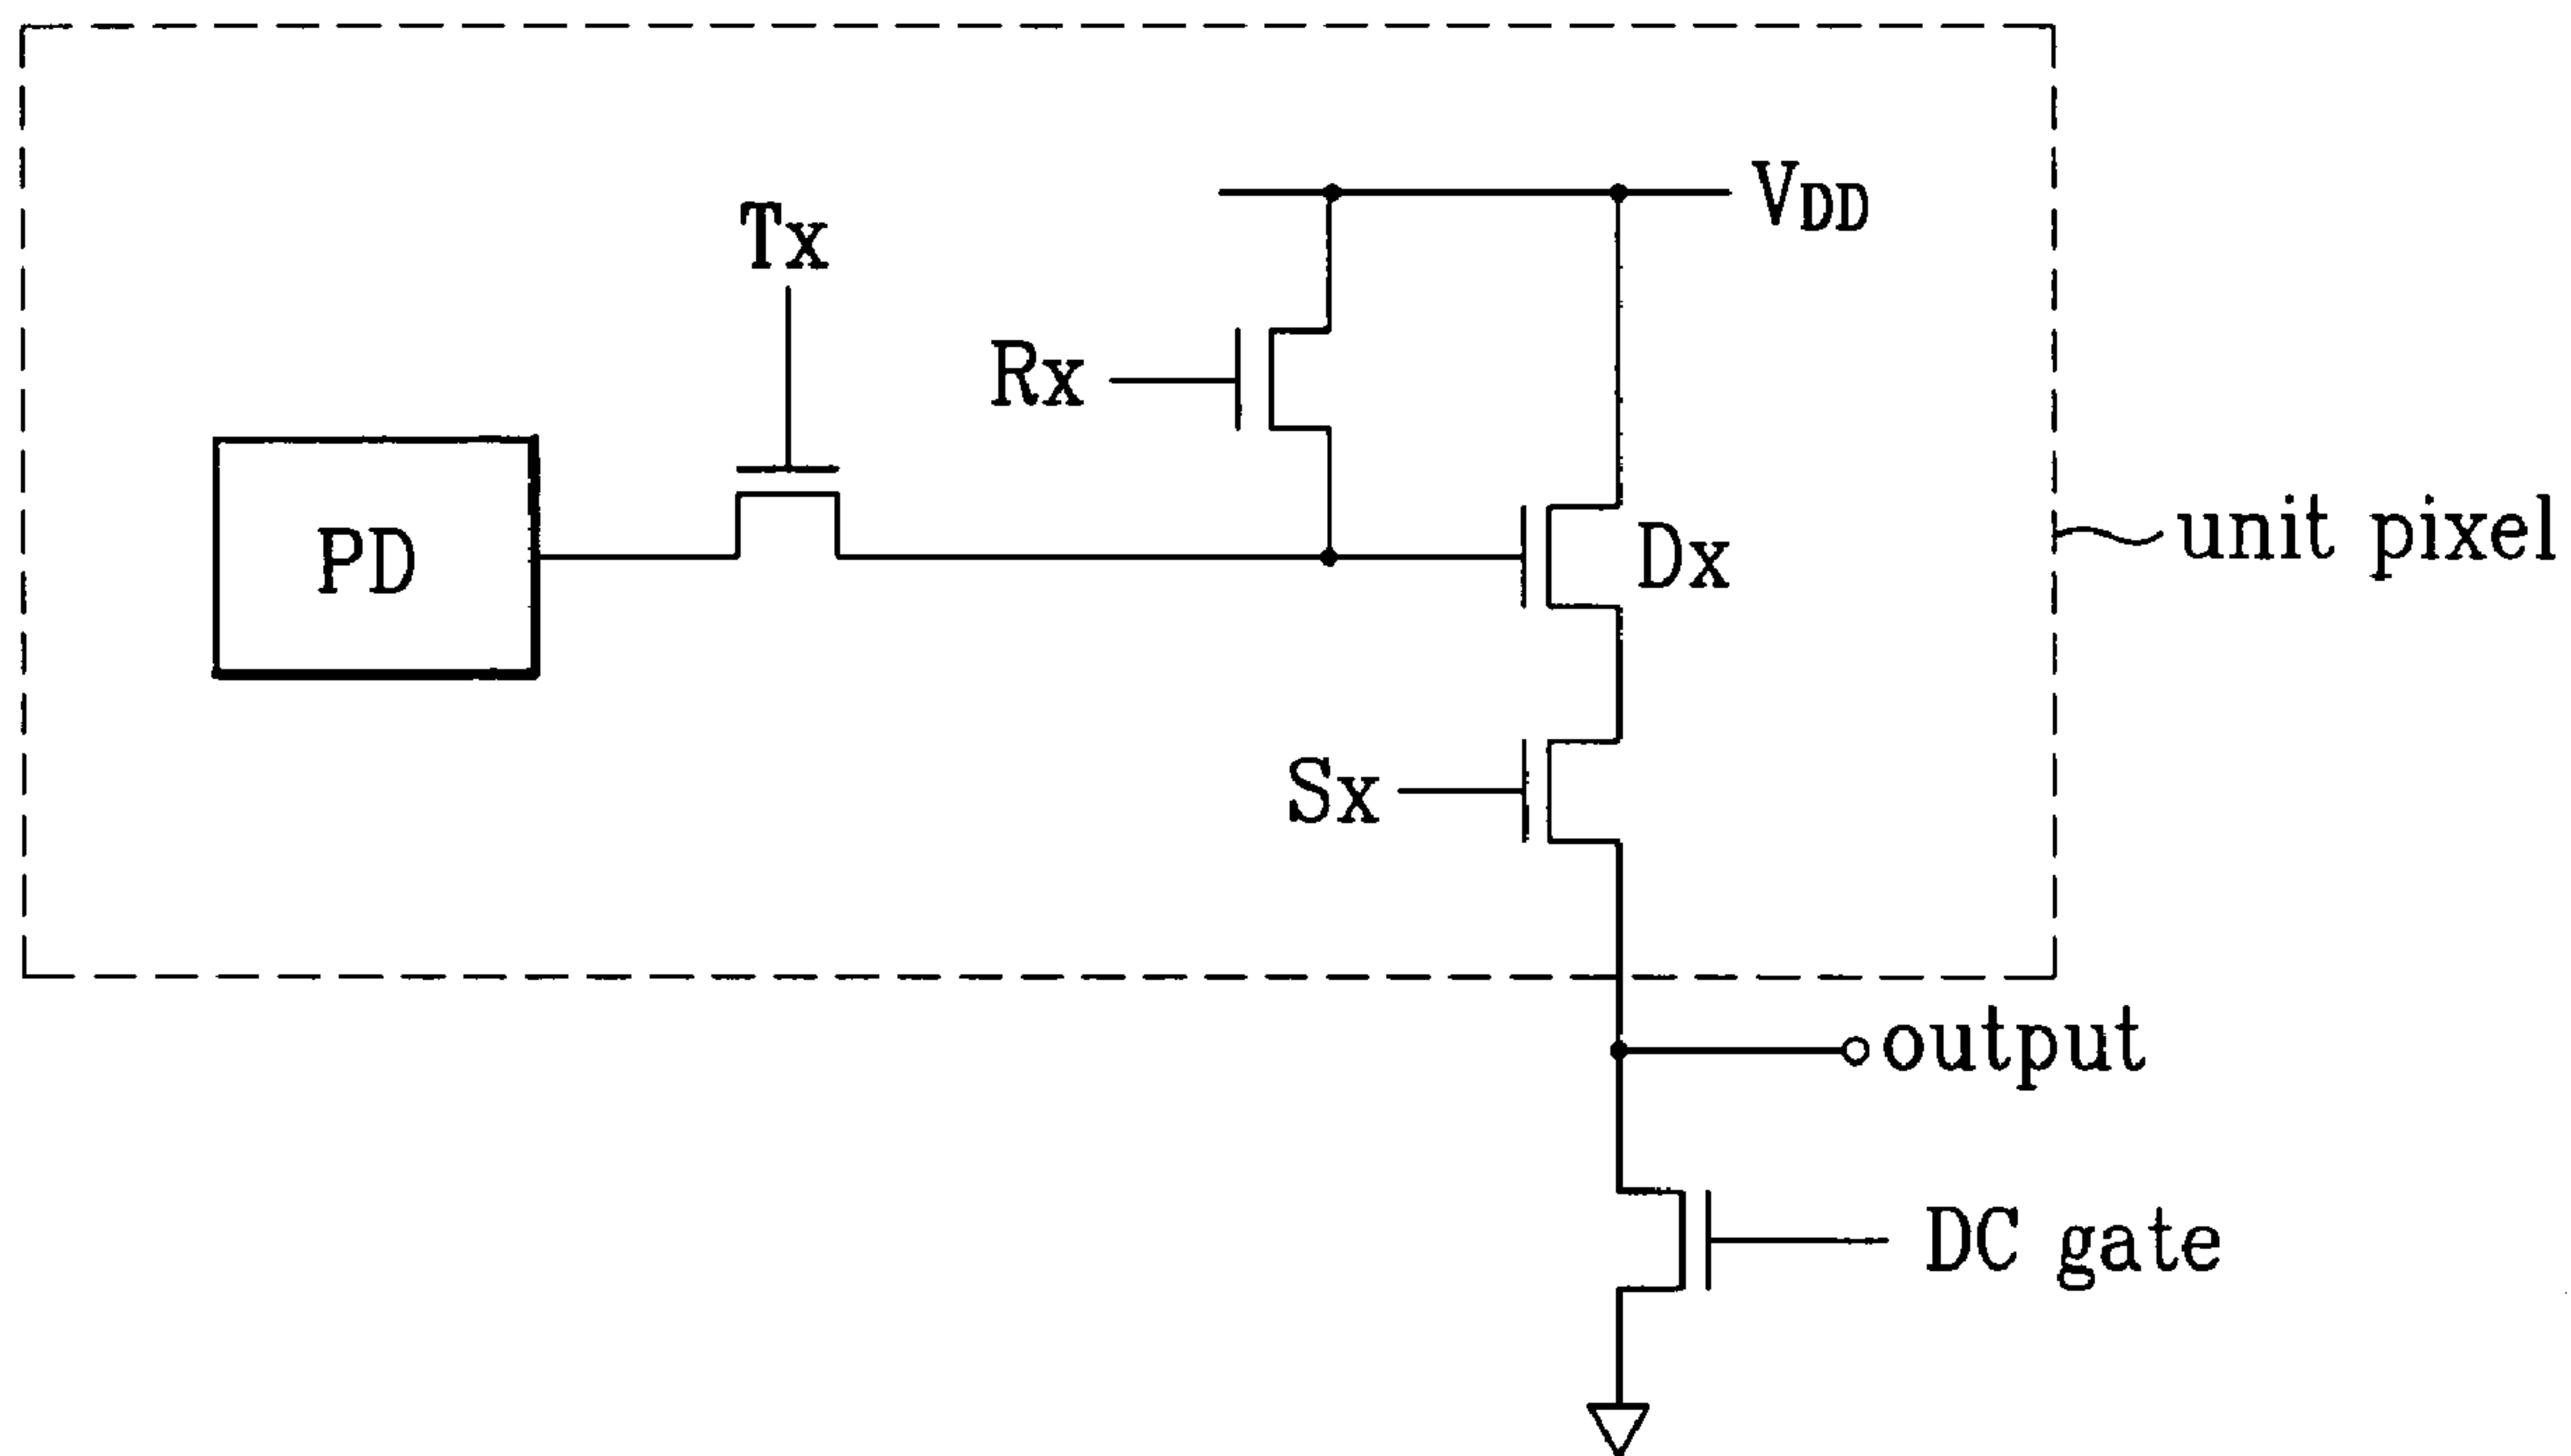 VDD
Tx
Rx
PD
Dx
unit pixel
Sx
output
DC gate